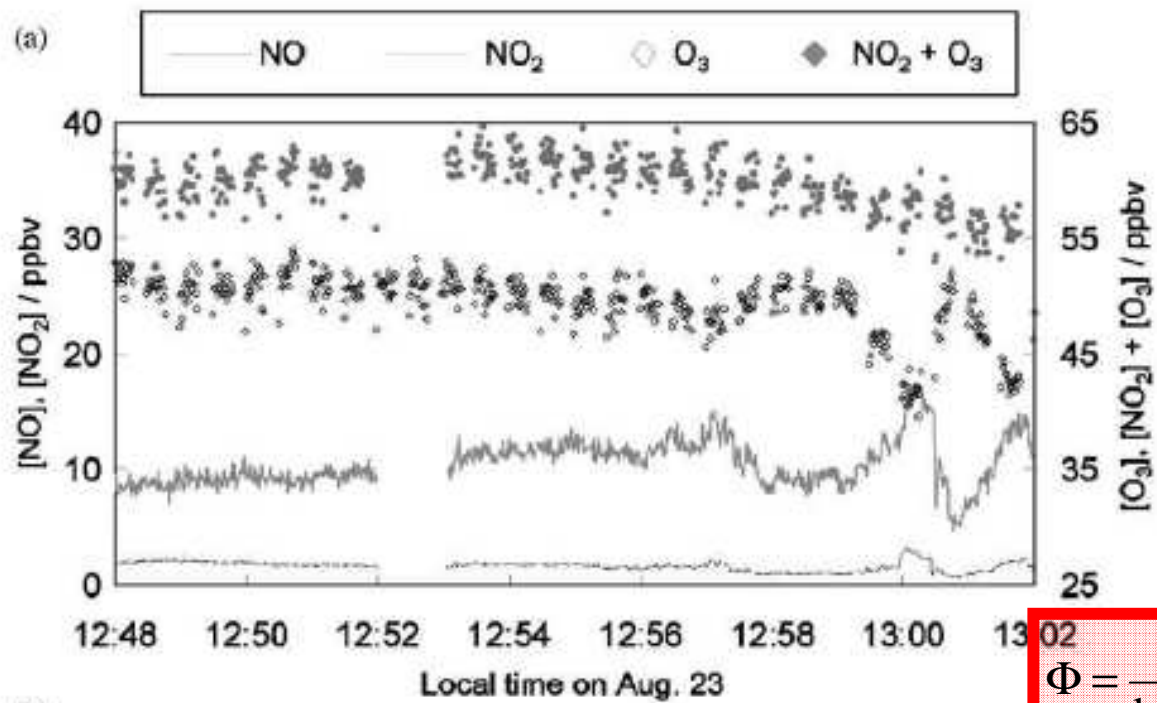 (a)
NO NO₂ O₃ NO₂ + O₃
40 65
30 55
20 45
10 35
0 25
[NO], [NO₂] / ppbv
[O₃], [NO₂] + [O₃] / ppbv
12:48 12:50 12:52 12:54 12:56 12:58 13:00 13:02
Local time on Aug. 23
Φ =